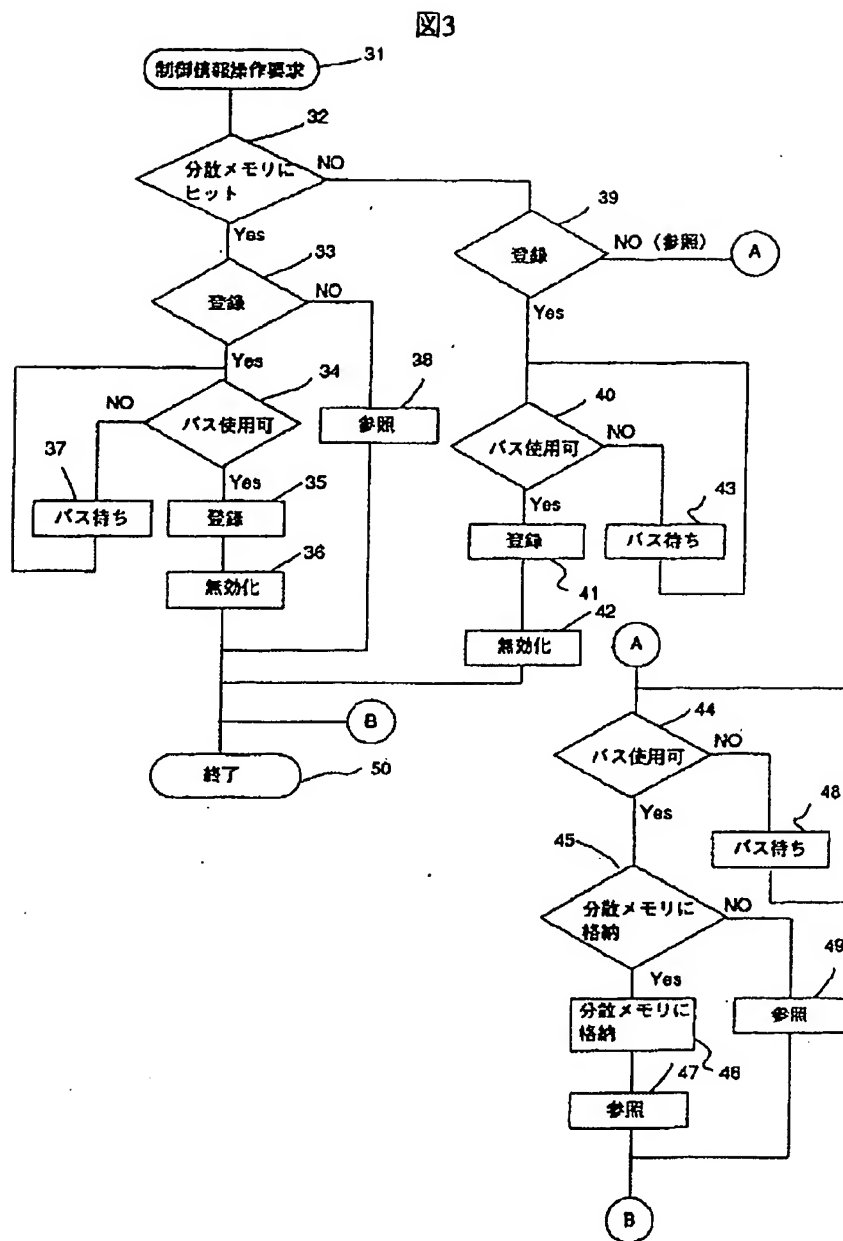 図3
制御情報操作要求
31
32
分散メモリに
ヒット
NO
Yes
39
登録
NO（参照）
A
Yes
33
登録
NO
Yes
34
バス使用可
NO
Yes
38
参照
37
バス待ち
35
登録
36
無効化
40
バス使用可
NO
Yes
43
バス待ち
登録
41
42
無効化
B
終了
50
A
44
バス使用可
NO
Yes
48
バス待ち
45
分散メモリに
格納
NO
Yes
49
参照
分散メモリに
格納
46
47
参照
B